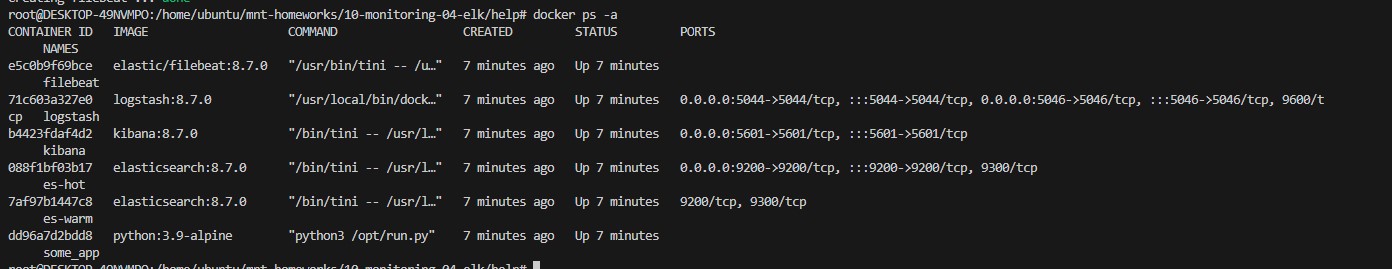 creating filebeat ... done
root@DESKTOP-49NVMPO:/home/ubuntu/mnt-homeworks/10-monitoring-04-elk/help# docker ps -a
CONTAINER ID   IMAGE                    COMMAND                  CREATED         STATUS         PORTS
     NAMES
e5c0b9f69bce   elastic/filebeat:8.7.0   "/usr/bin/tini -- /u…"   7 minutes ago   Up 7 minutes
     filebeat
71c603a327e0   logstash:8.7.0           "/usr/local/bin/dock…"   7 minutes ago   Up 7 minutes   0.0.0.0:5044->5044/tcp, :::5044->5044/tcp, 0.0.0.0:5046->5046/tcp, :::5046->5046/tcp, 9600/t
cp   logstash
b4423fdaf4d2   kibana:8.7.0             "/bin/tini -- /usr/l…"   7 minutes ago   Up 7 minutes   0.0.0.0:5601->5601/tcp, :::5601->5601/tcp
     kibana
088f1bf03b17   elasticsearch:8.7.0      "/bin/tini -- /usr/l…"   7 minutes ago   Up 7 minutes   0.0.0.0:9200->9200/tcp, :::9200->9200/tcp, 9300/tcp
     es-hot
7af97b1447c8   elasticsearch:8.7.0      "/bin/tini -- /usr/l…"   7 minutes ago   Up 7 minutes   9200/tcp, 9300/tcp
     es-warm
dd96a7d2bdd8   python:3.9-alpine        "python3 /opt/run.py"    7 minutes ago   Up 7 minutes
     some_app
root@DESKTOP-49NVMPO:/home/ubuntu/mnt-homeworks/10-monitoring-04-elk/help#